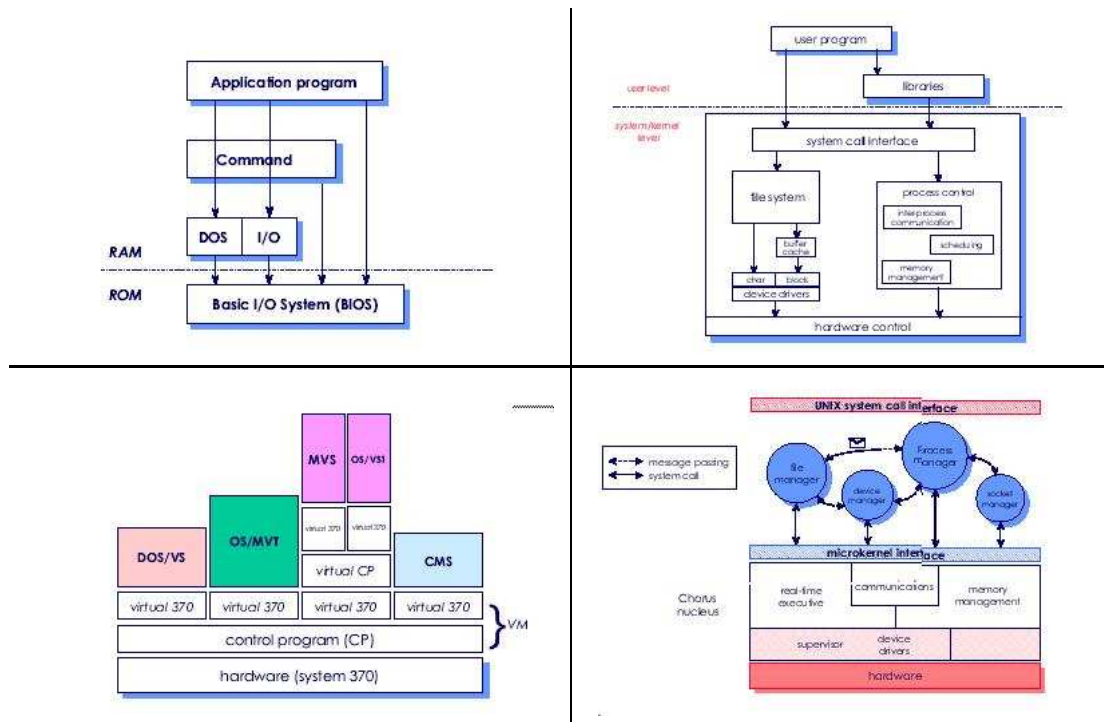 Application program
Command
DOS
I/O
RAM
ROM
Basic I/O System (BIOS)
user program
user level
libraries
system/kernel
level
system call interface
file system
process control
interprocess
communication
buffer
cache
scheduling
memory
management
char
block
device drivers
hardware control
MVS
OS/VS1
DOS/VS
OS/MVT
virtual 370
virtual 370
virtual CP
CMS
virtual 370
virtual 370
virtual 370
virtual 370
VM
control program (CP)
hardware (system 370)
UNIX system call interface
message passing
system call
file
manager
Process
manager
device
manager
socket
manager
microkernel interface
Chorus
nucleus
real-time
executive
communications
memory
management
supervisor
device
drivers
hardware